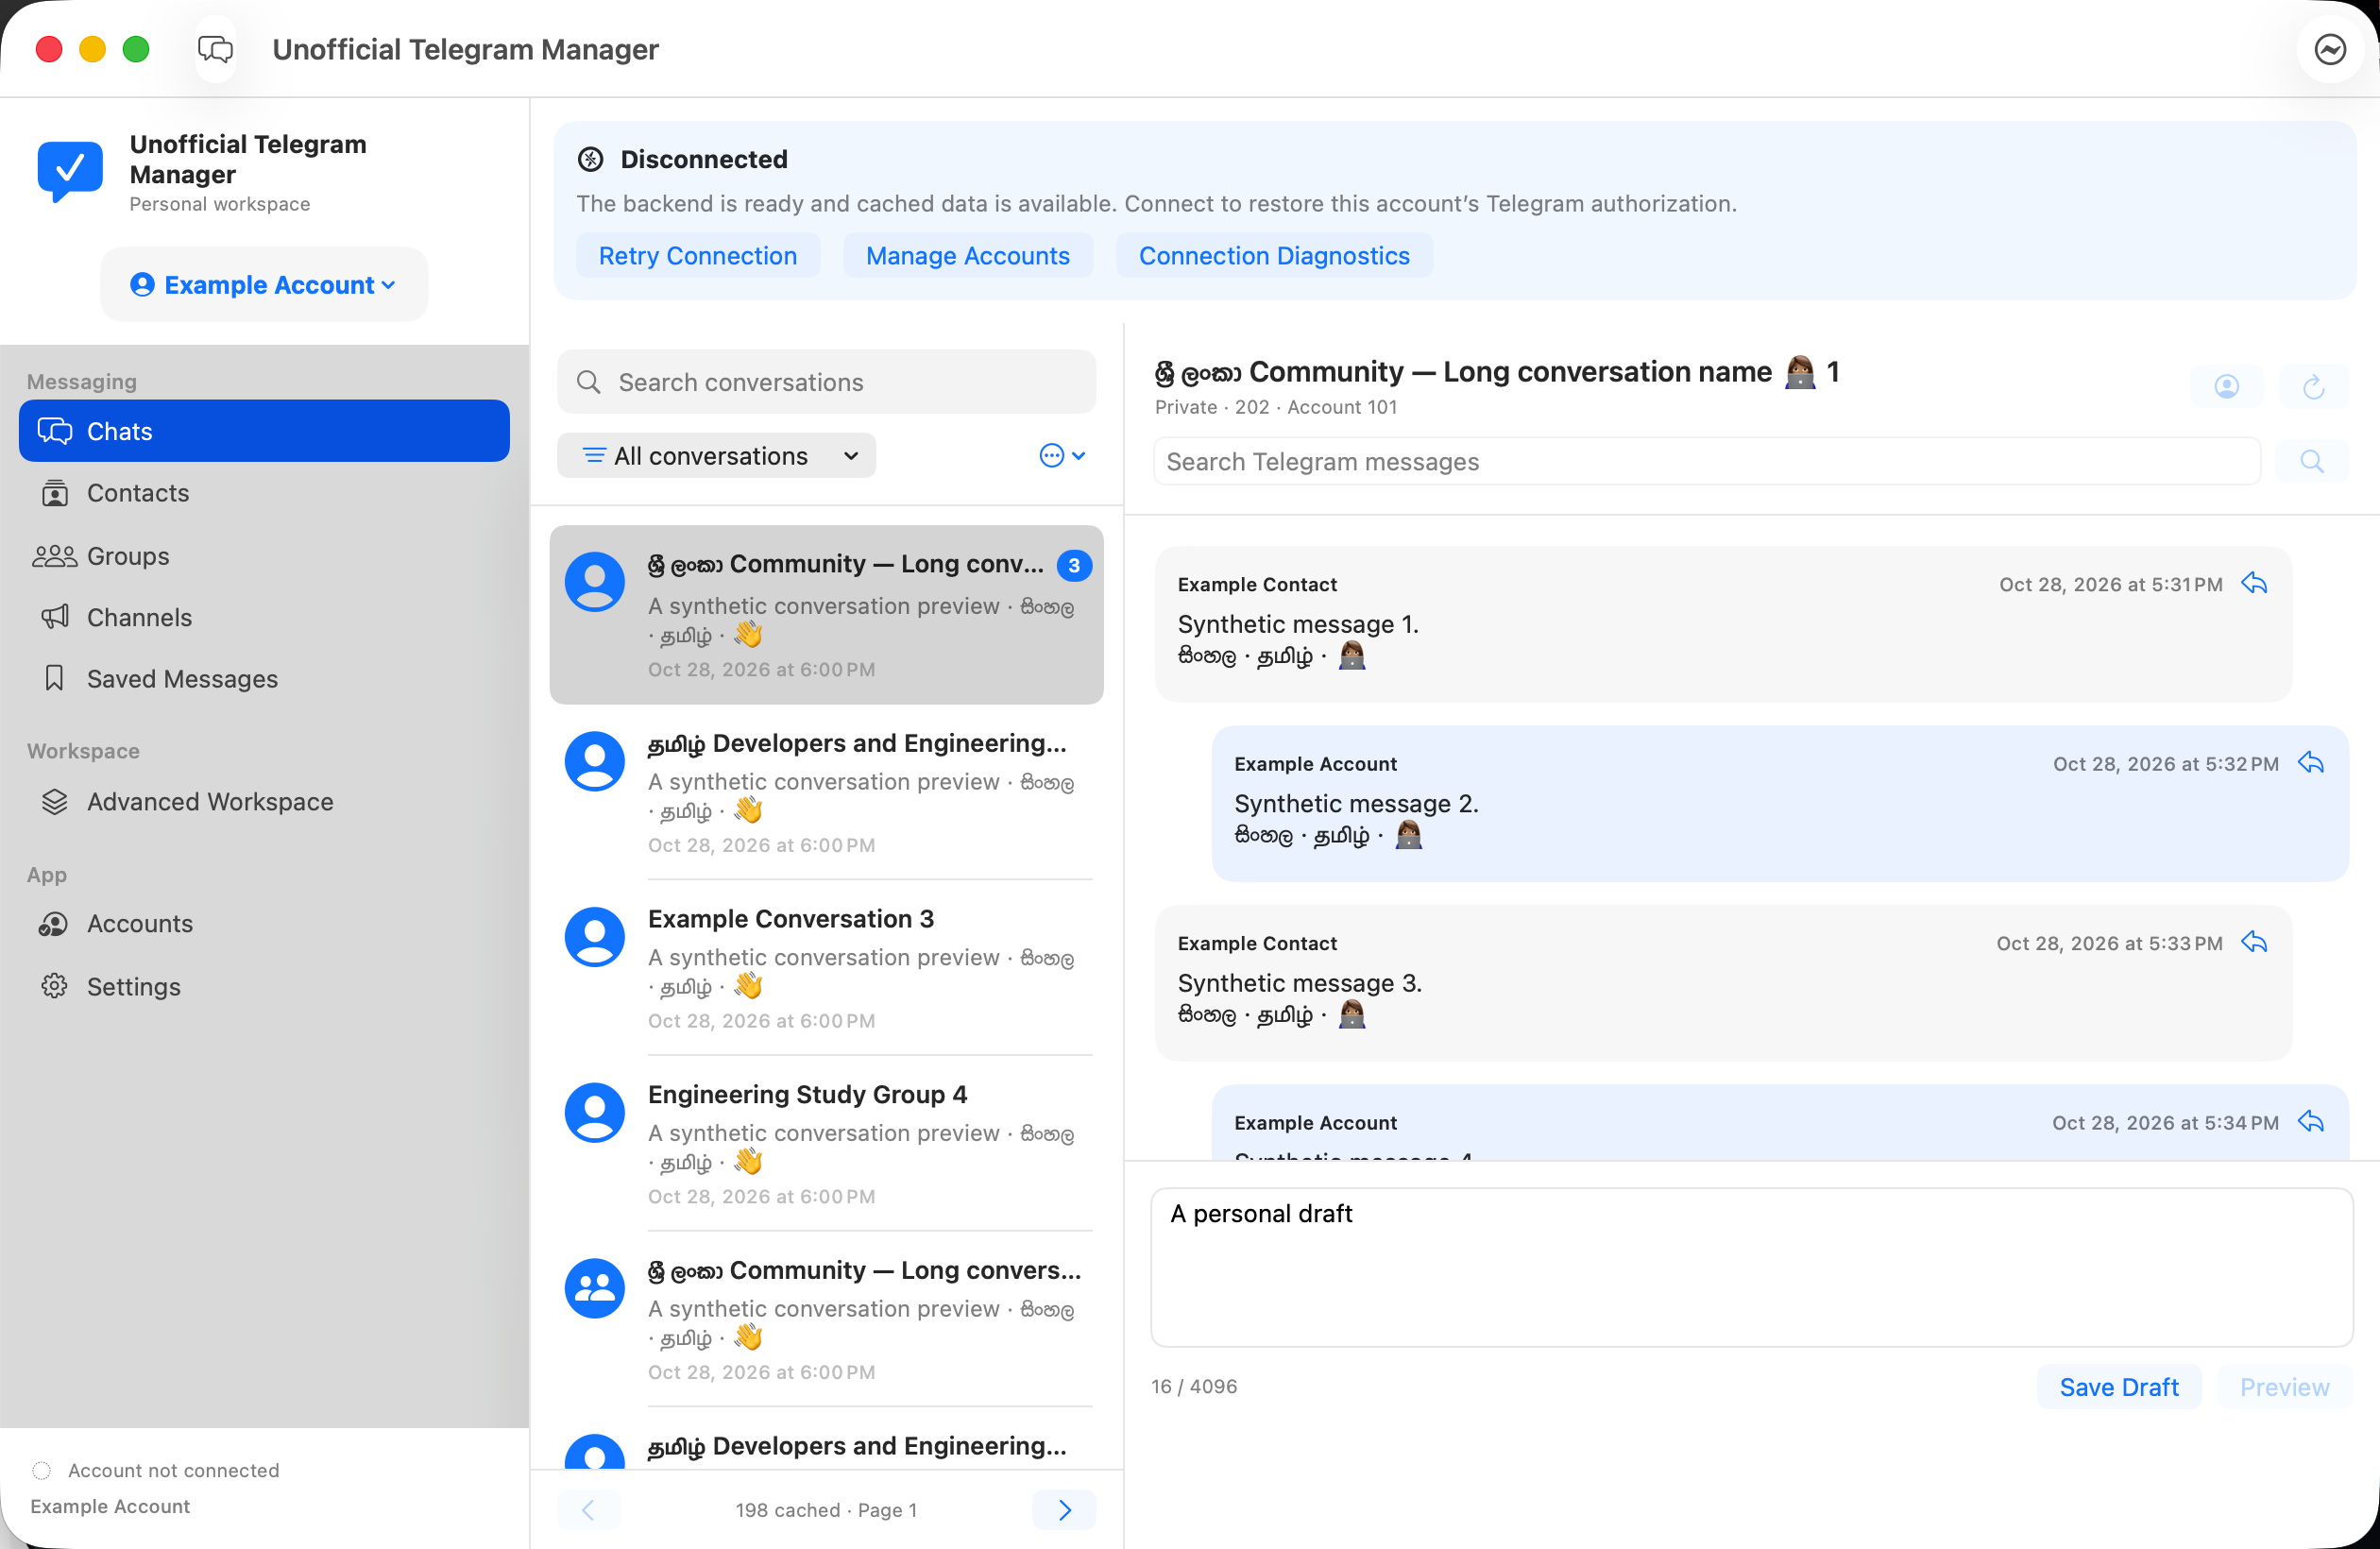 Unofficial Telegram Manager
Unofficial Telegram
Manager
Personal workspace
Example Account
Messaging
Chats
Contacts
Groups
Channels
Saved Messages
Workspace
Advanced Workspace
App
Accounts
Settings
Account not connected
Example Account
Disconnected
The backend is ready and cached data is available. Connect to restore this account’s Telegram authorization.
Retry Connection
Manage Accounts
Connection Diagnostics
Search conversations
All conversations
ශ්‍රී ලංකා Community — Long conv...
3
A synthetic conversation preview · සිංහල
· தமிழ் · 👋
Oct 28, 2026 at 6:00 PM
தமிழ் Developers and Engineering...
A synthetic conversation preview · සිංහල
· தமிழ் · 👋
Oct 28, 2026 at 6:00 PM
Example Conversation 3
A synthetic conversation preview · සිංහල
· தமிழ் · 👋
Oct 28, 2026 at 6:00 PM
Engineering Study Group 4
A synthetic conversation preview · සිංහල
· தமிழ் · 👋
Oct 28, 2026 at 6:00 PM
ශ්‍රී ලංකා Community — Long convers...
A synthetic conversation preview · සිංහල
· தமிழ் · 👋
Oct 28, 2026 at 6:00 PM
தமிழ் Developers and Engineering...
198 cached · Page 1
ශ්‍රී ලංකා Community — Long conversation name 👩🏽‍💻 1
Private · 202 · Account 101
Search Telegram messages
Example Contact
Oct 28, 2026 at 5:31 PM
Synthetic message 1.
සිංහල · தமிழ் · 👩🏽‍💻
Example Account
Oct 28, 2026 at 5:32 PM
Synthetic message 2.
සිංහල · தமிழ் · 👩🏽‍💻
Example Contact
Oct 28, 2026 at 5:33 PM
Synthetic message 3.
සිංහල · தமிழ் · 👩🏽‍💻
Example Account
Oct 28, 2026 at 5:34 PM
Synthetic message 4
A personal draft
16 / 4096
Save Draft
Preview